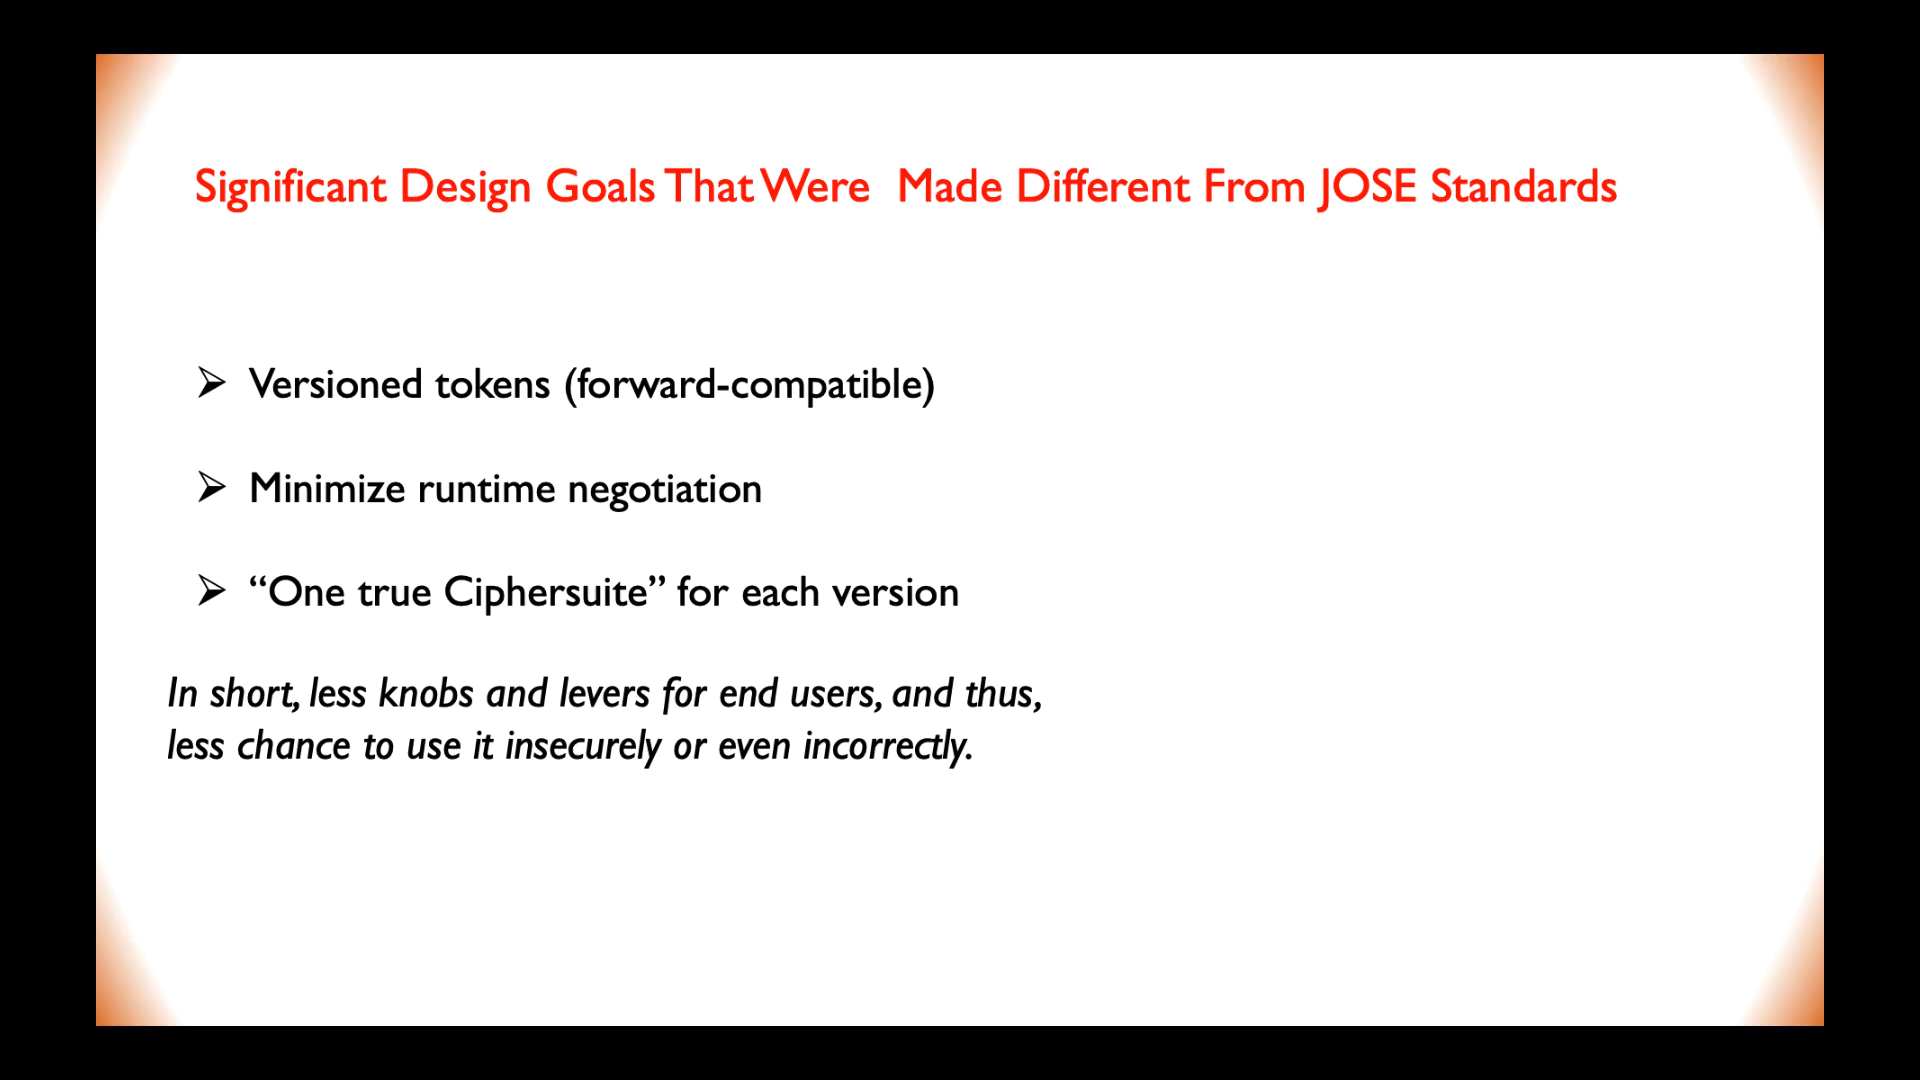 Significant Design Goals That Were Made Different From JOSE Standards
➢ Versioned tokens (forward-compatible)
➢ Minimize runtime negotiation
➢ “One true Ciphersuite” for each version
In short, less knobs and levers for end users, and thus,
less chance to use it insecurely or even incorrectly.